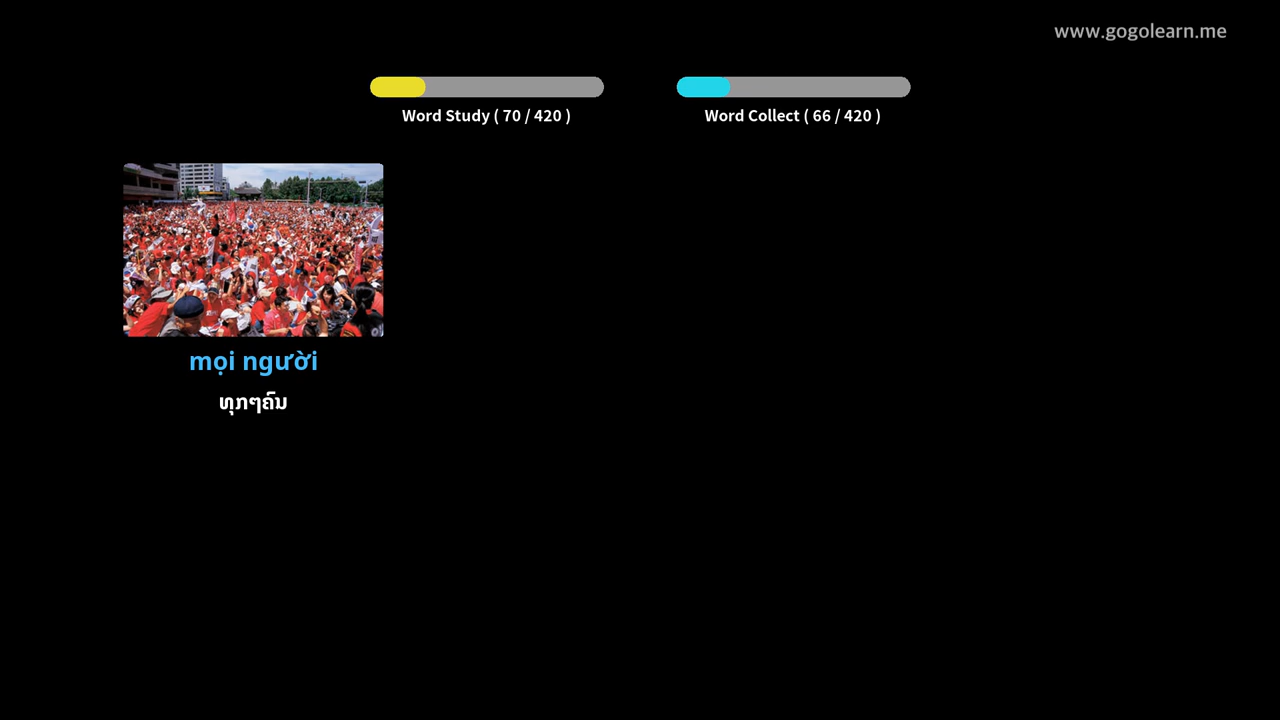 www.gogolearn.me
Word Study ( 70 / 420 )
Word Collect ( 66 / 420 )
mọi người
ທຸກໆຄົນ